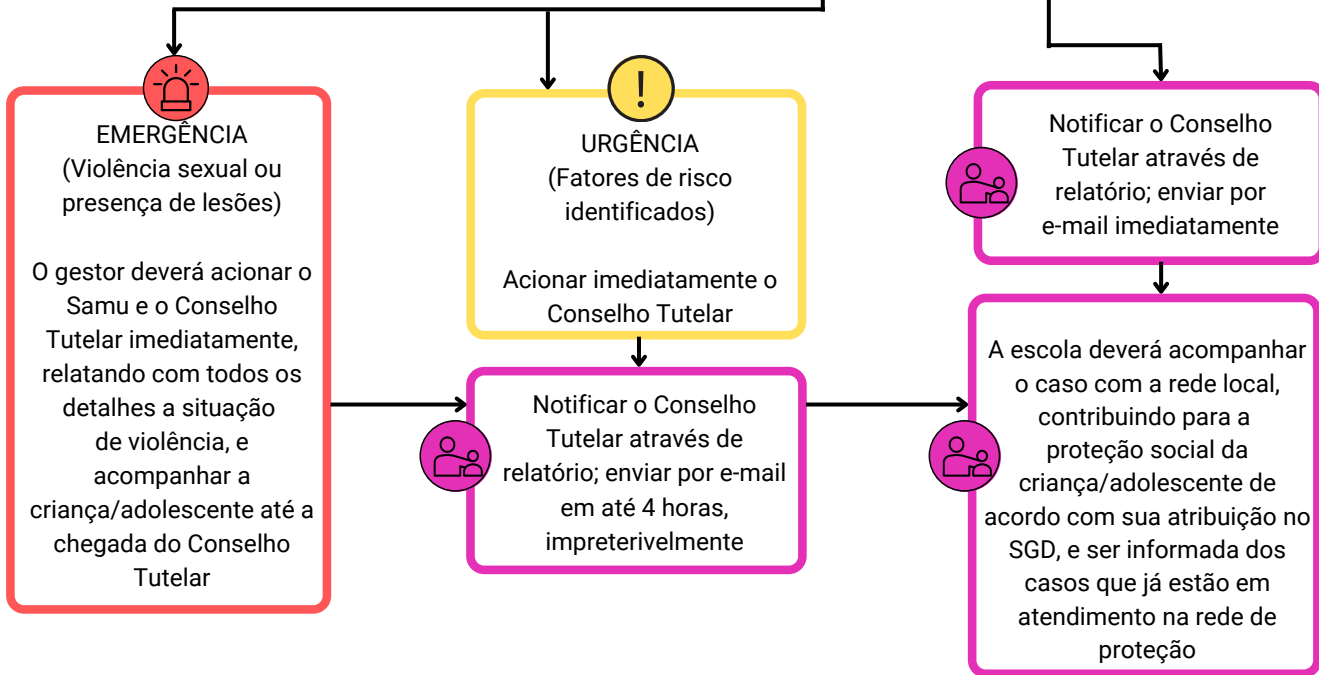 EMERGÊNCIA
(Violência sexual ou
presença de lesões)
O gestor deverá acionar o
Samu e o Conselho
Tutelar imediatamente,
relatando com todos os
detalhes a situação
de violência, e
acompanhar a
criança/adolescente até a
chegada do Conselho
Tutelar
!
URGÊNCIA
(Fatores de risco
identificados)
Acionar imediatamente o
Conselho Tutelar
Notificar o Conselho
Tutelar através de
relatório; enviar por e-mail
em até 4 horas,
impreterivelmente
Notificar o Conselho
Tutelar através de
relatório; enviar por
e-mail imediatamente
A escola deverá acompanhar
o caso com a rede local,
contribuindo para a
proteção social da
criança/adolescente de
acordo com sua atribuição no
SGD, e ser informada dos
casos que já estão em
atendimento na rede de
proteção